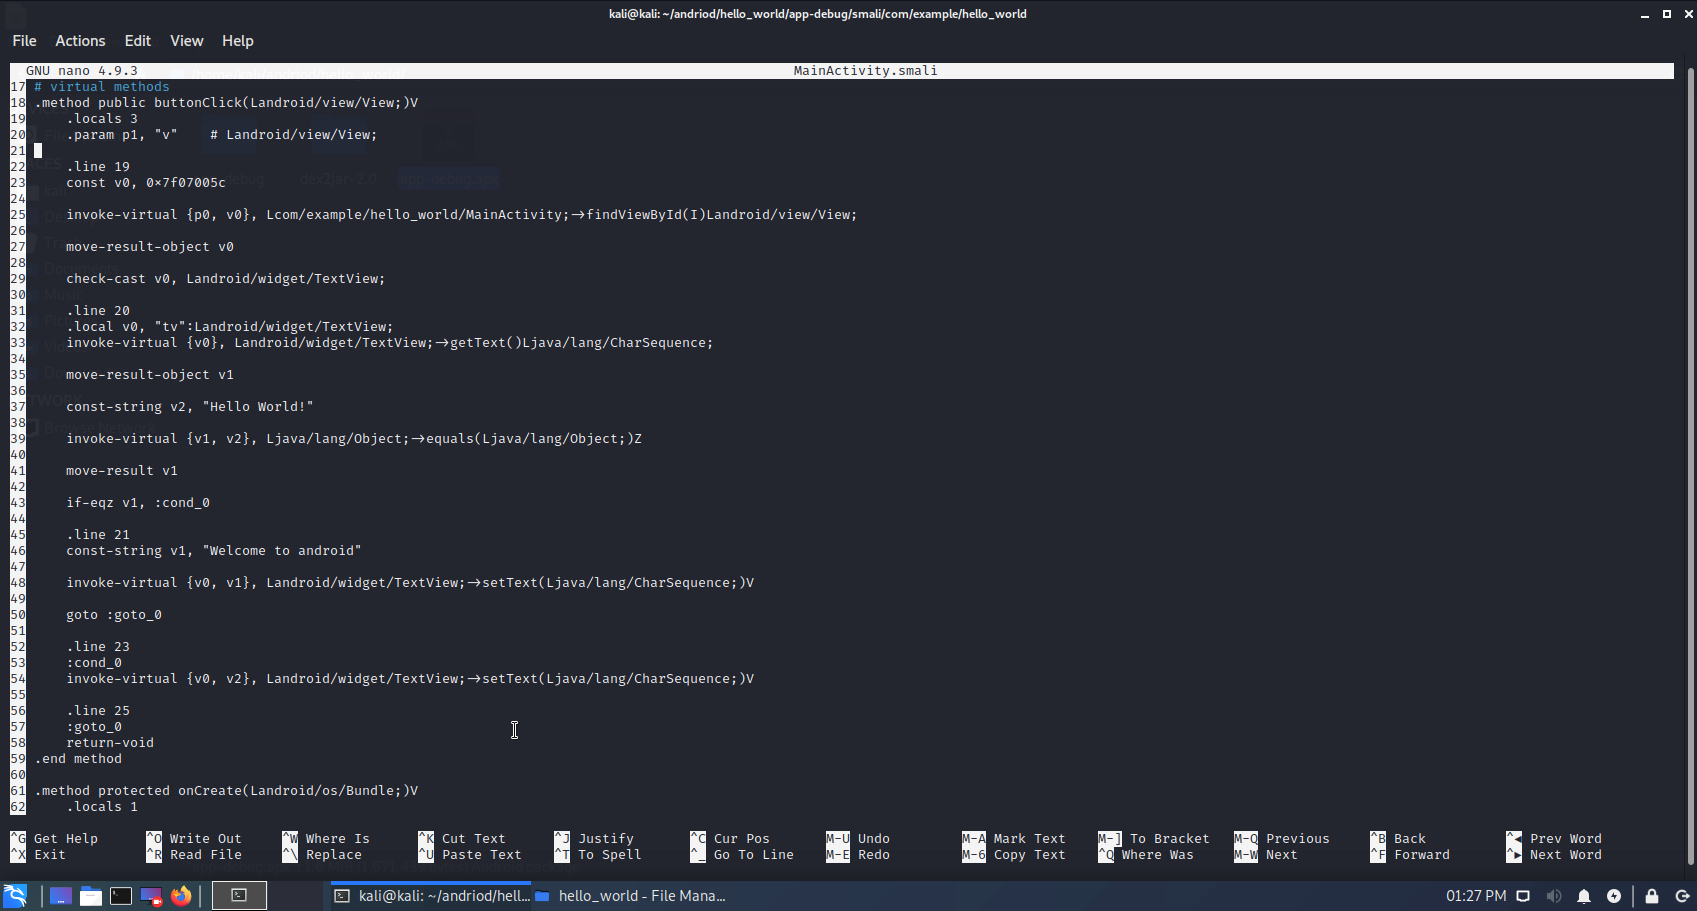 kali@kali: ~/andriod/hello_world/app-debug/smali/com/example/hello_world
File Actions Edit View Help
GNU nano 4.9.3 MainActivity.smali
17 # virtual methods
18 .method public buttonClick(Landroid/view/View;)V
19     .locals 3
20     .param p1, "v"    # Landroid/view/View;
21
22     .line 19
23     const v0, 0×7f07005c
24
25     invoke-virtual {p0, v0}, Lcom/example/hello_world/MainActivity;→findViewById(I)Landroid/view/View;
26
27     move-result-object v0
28
29     check-cast v0, Landroid/widget/TextView;
30
31     .line 20
32     .local v0, "tv":Landroid/widget/TextView;
33     invoke-virtual {v0}, Landroid/widget/TextView;→getText()Ljava/lang/CharSequence;
34
35     move-result-object v1
36
37     const-string v2, "Hello World!"
38
39     invoke-virtual {v1, v2}, Ljava/lang/Object;→equals(Ljava/lang/Object;)Z
40
41     move-result v1
42
43     if-eqz v1, :cond_0
44
45     .line 21
46     const-string v1, "Welcome to android"
47
48     invoke-virtual {v0, v1}, Landroid/widget/TextView;→setText(Ljava/lang/CharSequence;)V
49
50     goto :goto_0
51
52     .line 23
53     :cond_0
54     invoke-virtual {v0, v2}, Landroid/widget/TextView;→setText(Ljava/lang/CharSequence;)V
55
56     .line 25
57     :goto_0
58     return-void
59 .end method
60
61 .method protected onCreate(Landroid/os/Bundle;)V
62     .locals 1
^G Get Help ^O Write Out ^W Where Is ^K Cut Text ^J Justify ^C Cur Pos M-U Undo M-A Mark Text M-] To Bracket M-Q Previous ^B Back ^◂ Prev Word
^X Exit ^R Read File ^\ Replace ^U Paste Text ^T To Spell ^_ Go To Line M-E Redo M-6 Copy Text ^Q Where Was M-W Next ^F Forward ^▸ Next Word
kali@kali: ~/andriod/hell... hello_world - File Mana... 01:27 PM